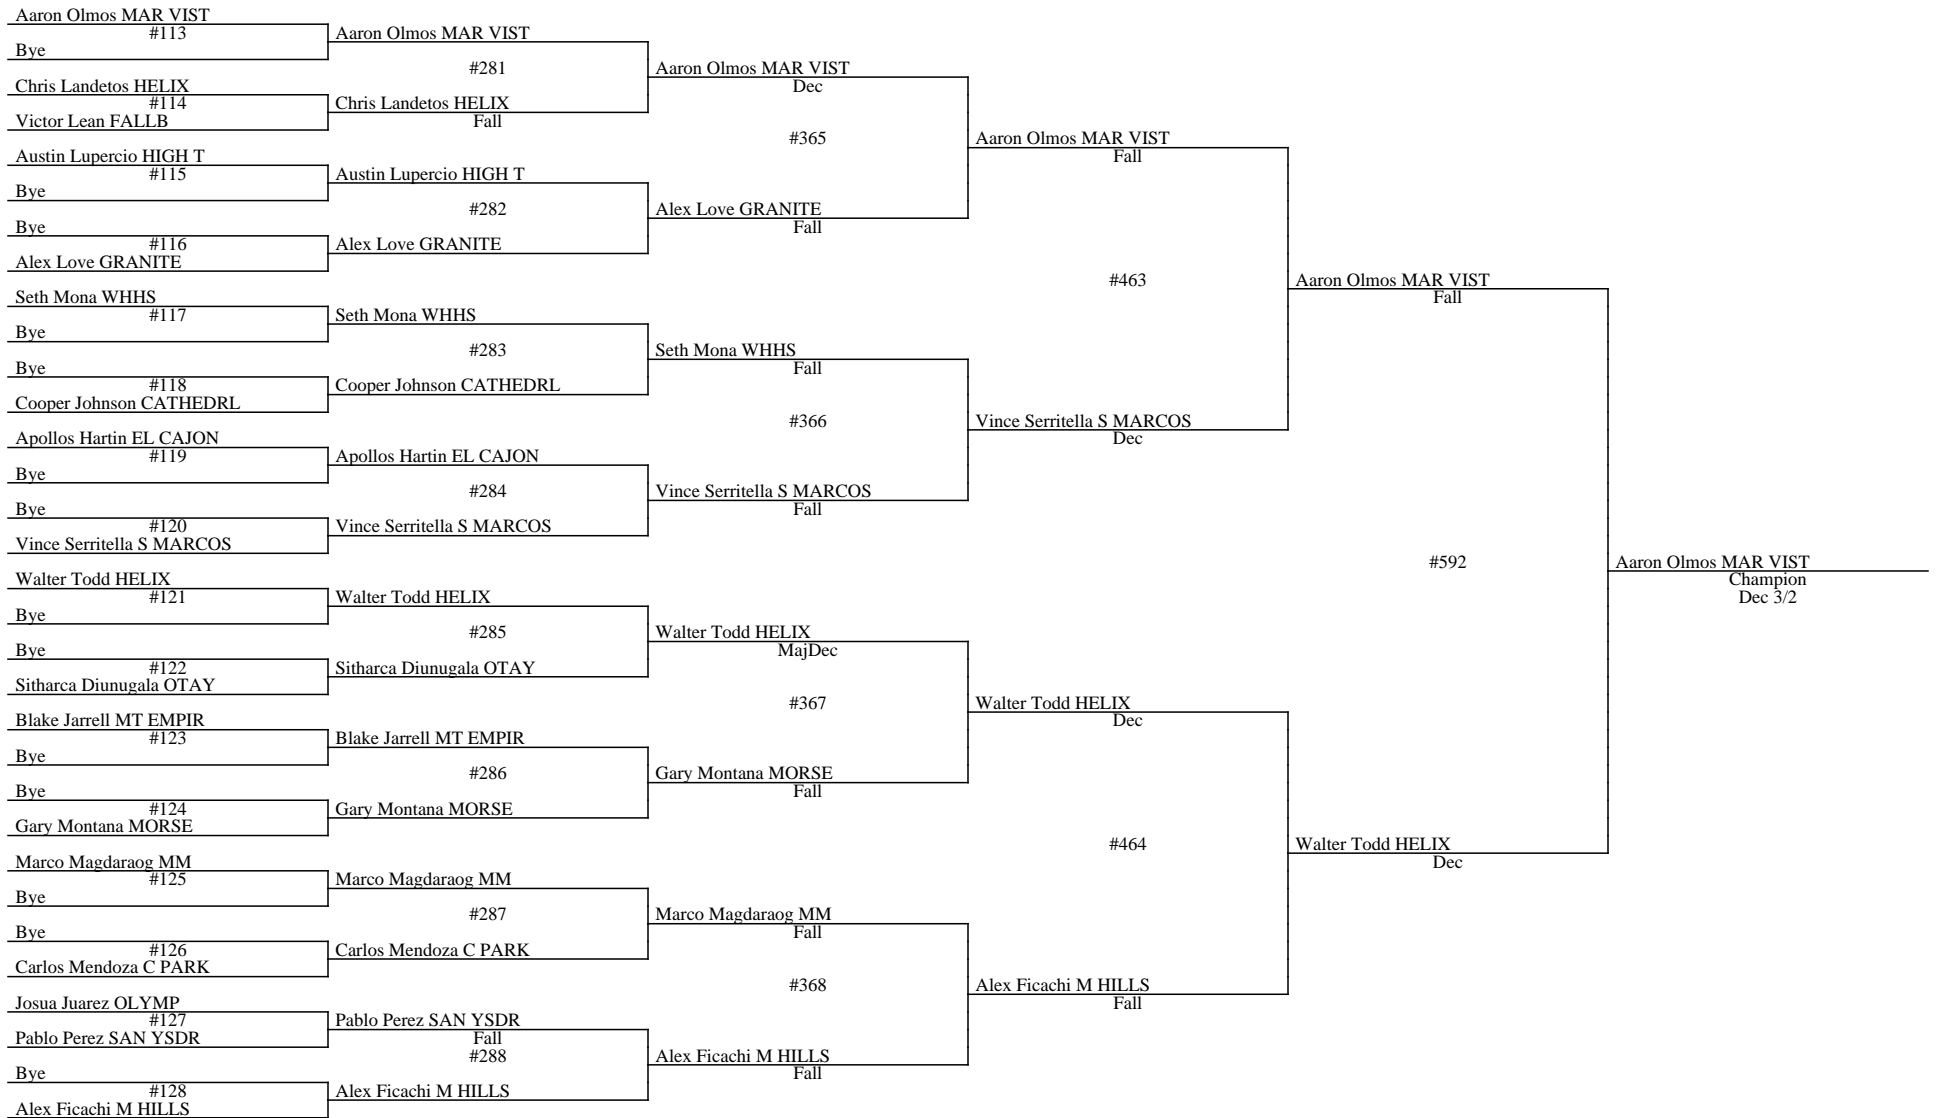 Aaron Olmos MAR VIST
#113
Bye
Chris Landetos HELIX
#114
Victor Lean FALLB
Austin Lupercio HIGH T
#115
Bye
Bye
#116
Alex Love GRANITE
Seth Mona WHHS
#117
Bye
Bye
#118
Cooper Johnson CATHEDRL
Apollos Hartin EL CAJON
#119
Bye
Bye
#120
Vince Serritella S MARCOS
Walter Todd HELIX
#121
Bye
Bye
#122
Sitharca Diunugala OTAY
Blake Jarrell MT EMPIR
#123
Bye
Bye
#124
Gary Montana MORSE
Marco Magdaraog MM
#125
Bye
Bye
#126
Carlos Mendoza C PARK
Josua Juarez OLYMP
#127
Pablo Perez SAN YSDR
Bye
#128
Alex Ficachi M HILLS
Aaron Olmos MAR VIST
#281
Chris Landetos HELIX
Fall
Austin Lupercio HIGH T
#282
Alex Love GRANITE
Seth Mona WHHS
#283
Cooper Johnson CATHEDRL
Apollos Hartin EL CAJON
#284
Vince Serritella S MARCOS
Walter Todd HELIX
#285
Sitharca Diunugala OTAY
Blake Jarrell MT EMPIR
#286
Gary Montana MORSE
Marco Magdaraog MM
#287
Carlos Mendoza C PARK
Pablo Perez SAN YSDR
Fall
#288
Alex Ficachi M HILLS
Aaron Olmos MAR VIST
Dec
#365
Alex Love GRANITE
Fall
Seth Mona WHHS
Fall
#366
Vince Serritella S MARCOS
Fall
Walter Todd HELIX
MajDec
#367
Gary Montana MORSE
Fall
Marco Magdaraog MM
Fall
#368
Alex Ficachi M HILLS
Fall
Aaron Olmos MAR VIST
Fall
#463
Vince Serritella S MARCOS
Dec
Walter Todd HELIX
Dec
#464
Alex Ficachi M HILLS
Fall
Aaron Olmos MAR VIST
Fall
#592
Walter Todd HELIX
Dec
Aaron Olmos MAR VIST
Champion
Dec 3/2